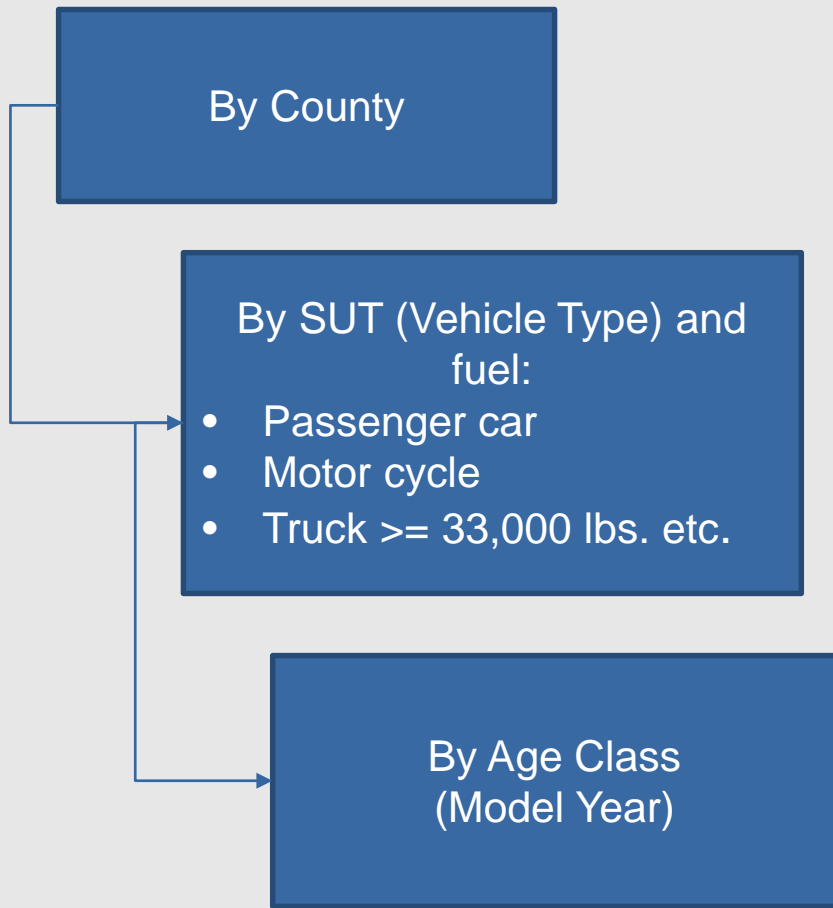 By County
By SUT (Vehicle Type) and
fuel:
• Passenger car
• Motor cycle
• Truck >= 33,000 lbs. etc.
By Age Class
(Model Year)